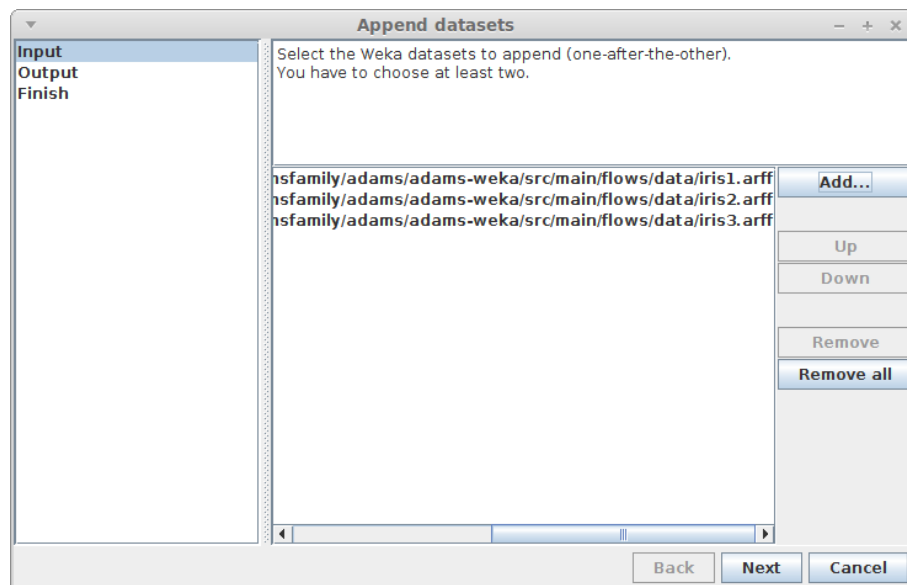 Append datasets
Input
Output
Finish
Select the Weka datasets to append (one-after-the-other).
You have to choose at least two.
nsfamily/adams/adams-weka/src/main/flows/data/iris1.arff
nsfamily/adams/adams-weka/src/main/flows/data/iris2.arff
nsfamily/adams/adams-weka/src/main/flows/data/iris3.arff
Add...
Up
Down
Remove
Remove all
Back
Next
Cancel